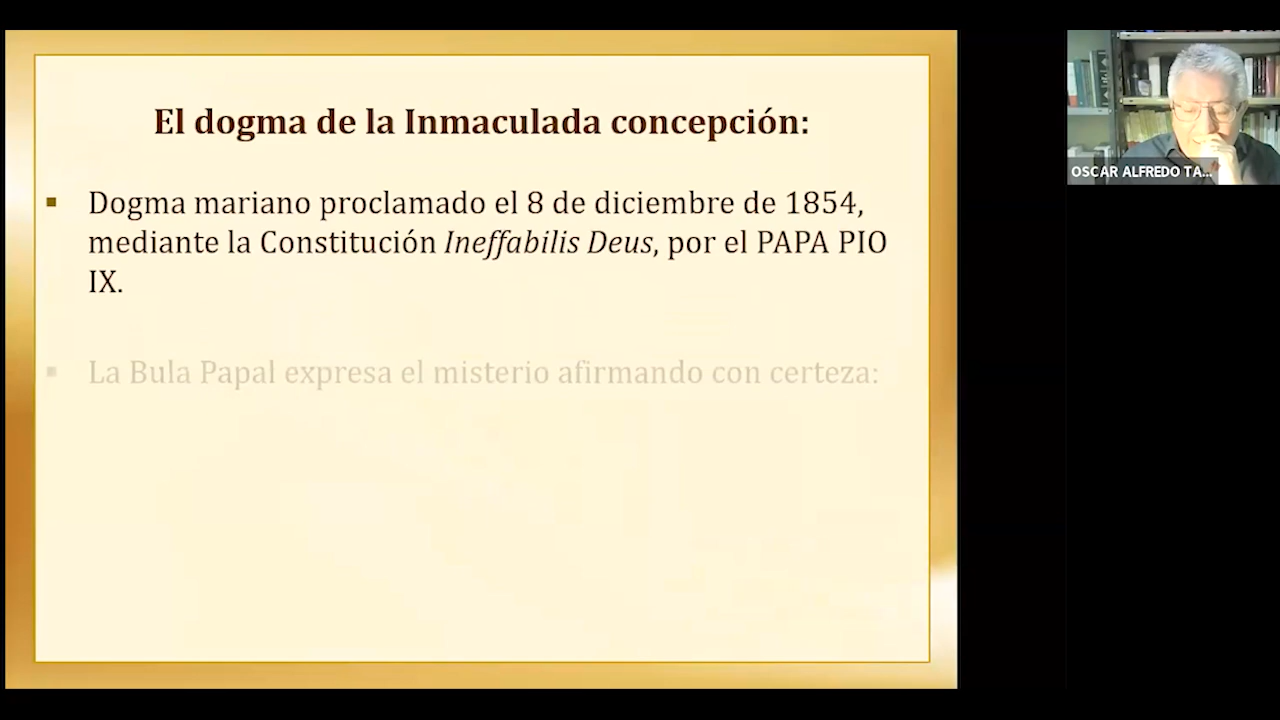 El dogma de la Inmaculada concepción:
▪ Dogma mariano proclamado el 8 de diciembre de 1854,
mediante la Constitución Ineffabilis Deus, por el PAPA PIO
IX.
▪ La Bula Papal expresa el misterio afirmando con certeza:
OSCAR ALFREDO TA...